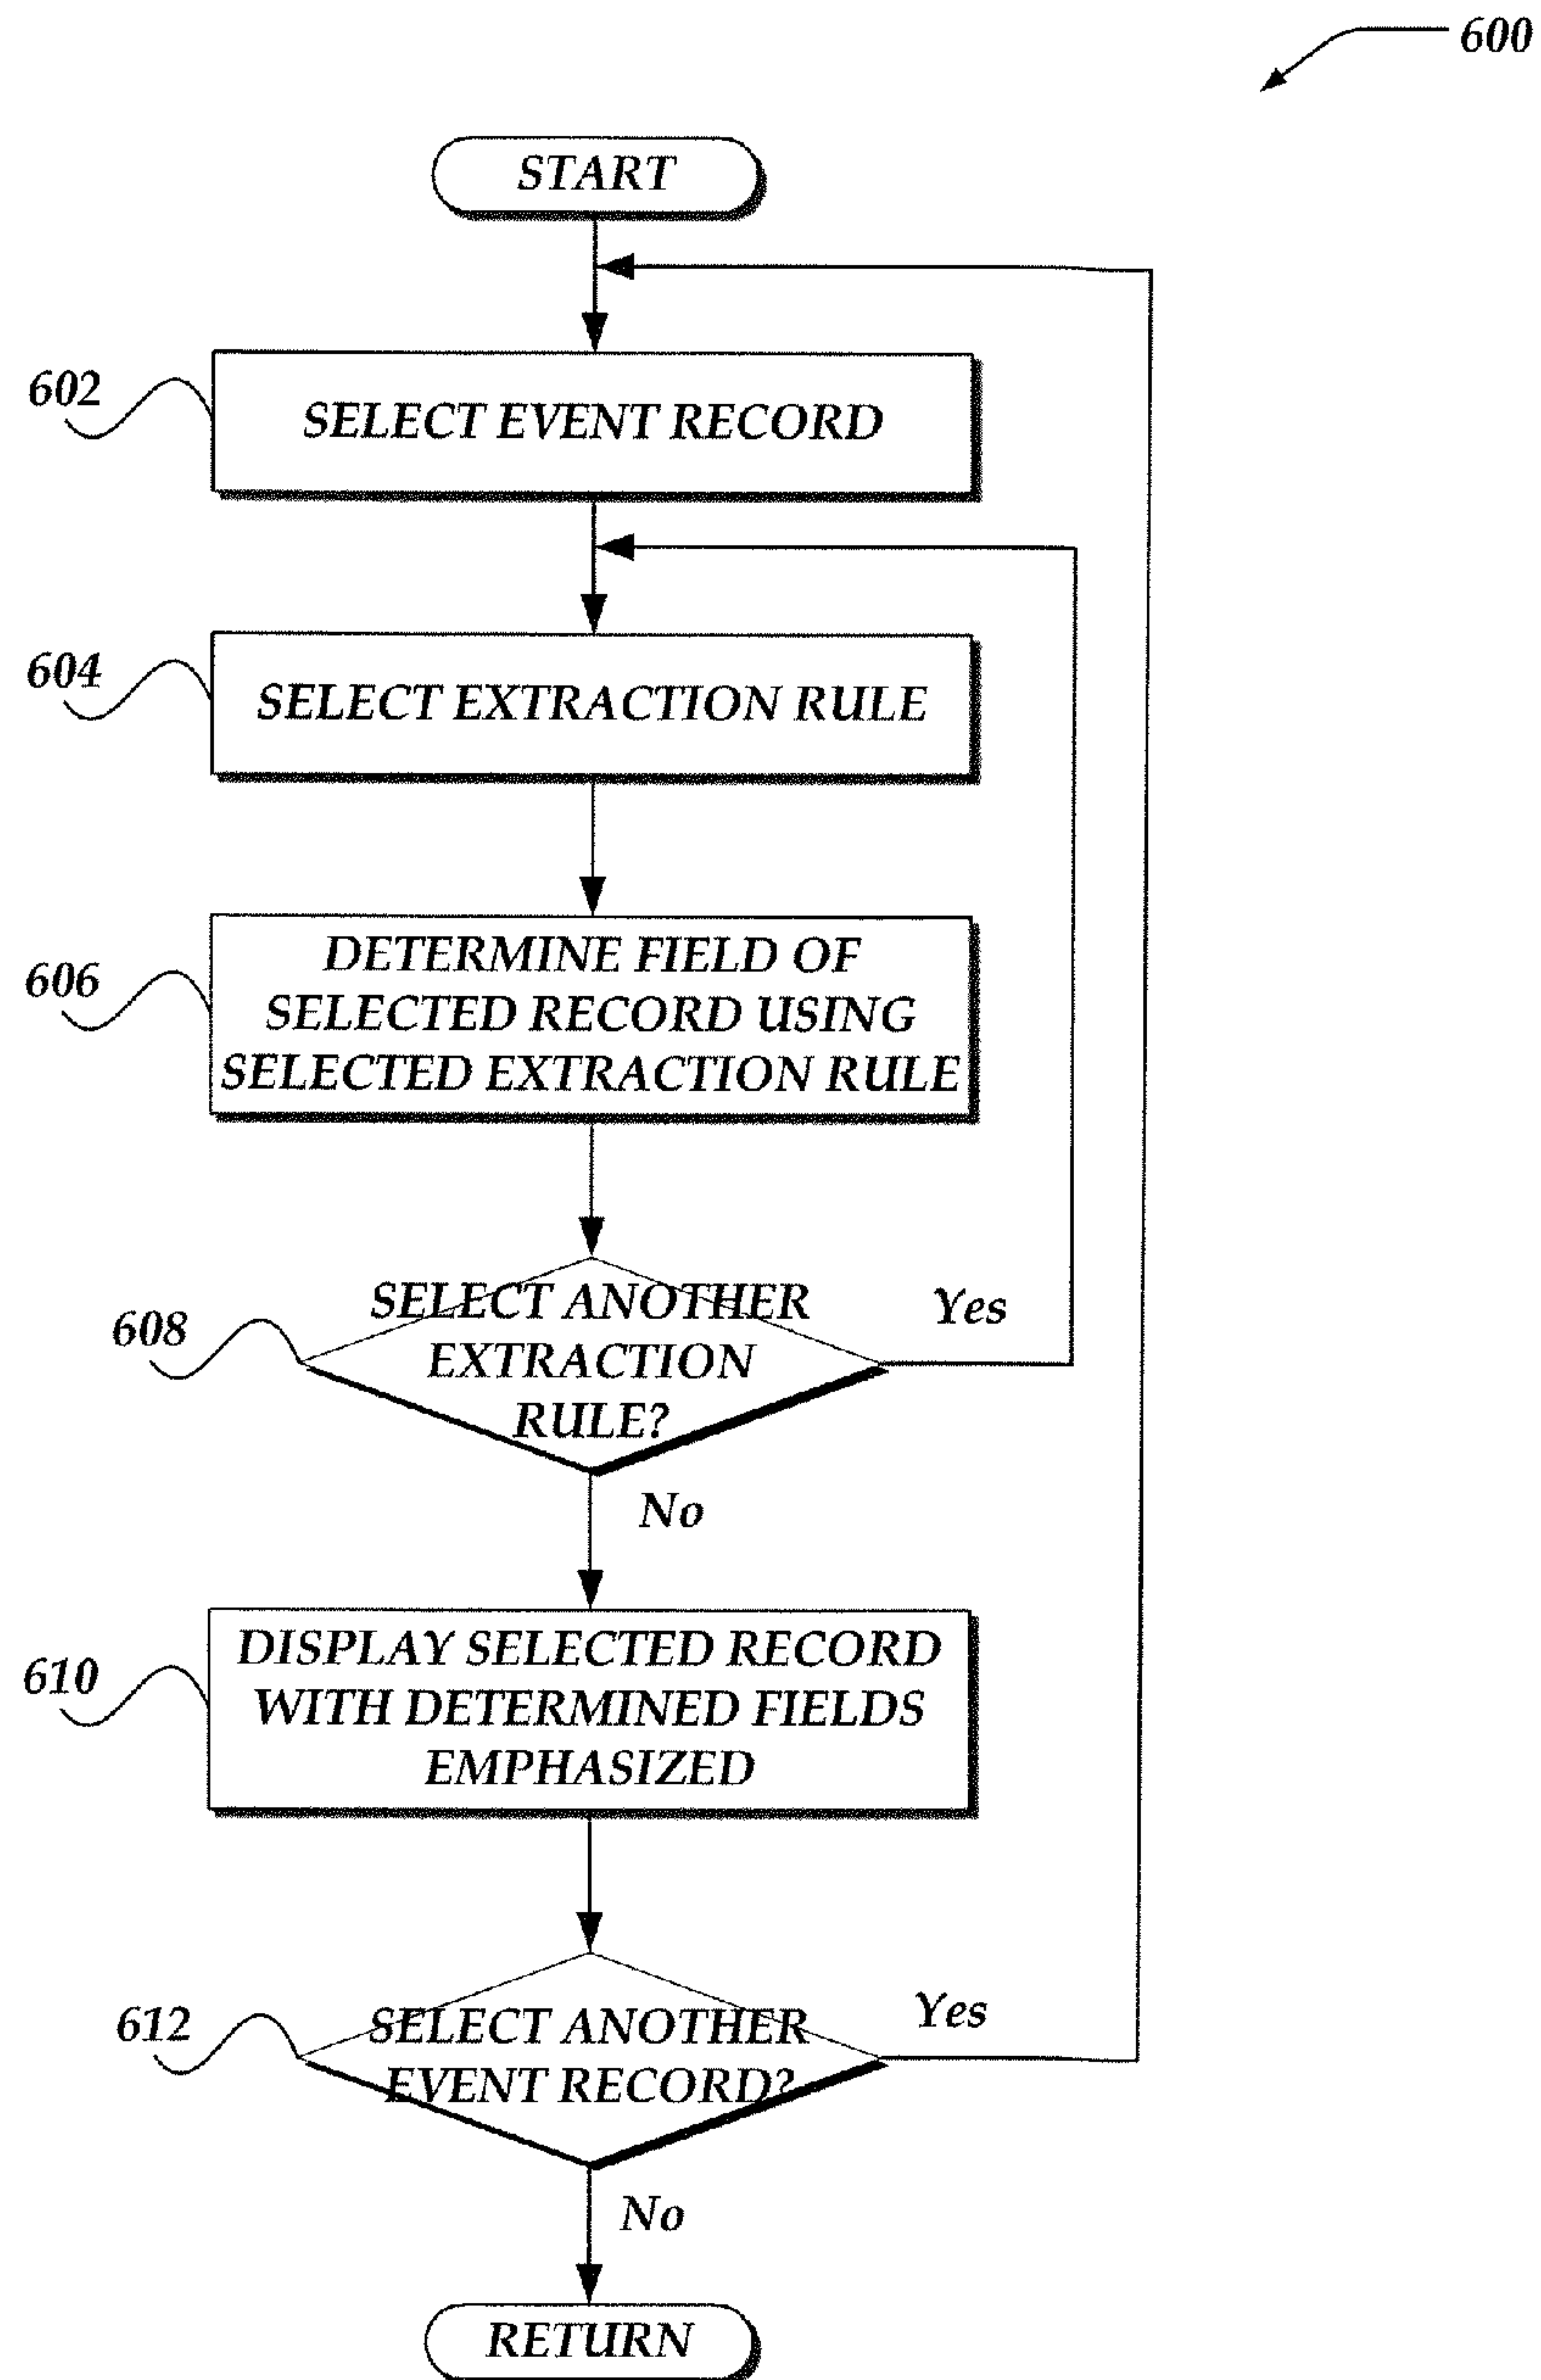 600
START
602
SELECT EVENT RECORD
604
SELECT EXTRACTION RULE
606
DETERMINE FIELD OF
SELECTED RECORD USING
SELECTED EXTRACTION RULE
608
SELECT ANOTHER
EXTRACTION
RULE?
Yes
No
610
DISPLAY SELECTED RECORD
WITH DETERMINED FIELDS
EMPHASIZED
612
SELECT ANOTHER
EVENT RECORD?
Yes
No
RETURN